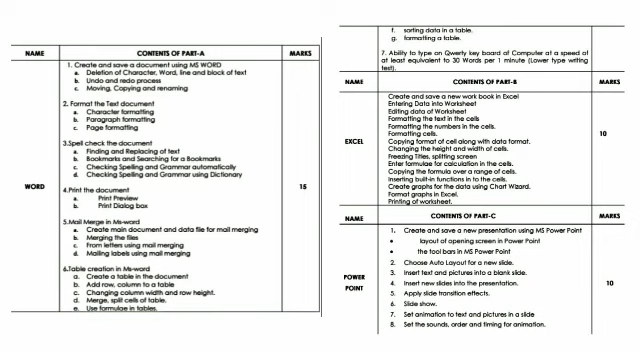 NAME CONTENTS OF PART-A MARKS
1. Create and save a document using MS WORD
a. Deletion of Character, Word, line and block of text
b. Undo and redo process
c. Moving, Copying and renaming
2. Format the Text document
a. Character formatting
b. Paragraph formatting
c. Page formatting
3.Spell check the document
a. Finding and Replacing of text
b. Bookmarks and Searching for a Bookmarks
c. Checking Spelling and Grammar automatically
d. Checking Spelling and Grammar using Dictionary
WORD 15
4.Print the document
a. Print Preview
b. Print Dialog box
5.Mail Merge in Ms-word
a. Create main document and data file for mail merging
b. Merging the files
c. From letters using mail merging
d. Mailing labels using mail merging
6.Table creation in Ms-word
a. Create a table in the document
b. Add row, column to a table
c. Changing column width and row height.
d. Merge, split cells of table.
e. Use formulae in tables.
f. sorting data in a table.
g. formatting a table.
7. Ability to type on Qwerty key board of Computer at a speed of
at least equivalent to 30 Words per 1 minute (Lower type writing
test).
NAME CONTENTS OF PART-B MARKS
Create and save a new work book in Excel
Entering Data into Worksheet
Editing data of Worksheet
Formatting the text in the cells
Formatting the numbers in the cells.
Formatting cells.
EXCEL 10
Copying format of cell along with data format.
Changing the height and width of cells.
Freezing Titles, splitting screen
Enter formulae for calculation in the cells.
Copying the formula over a range of cells.
Inserting built-in functions in to the cells.
Create graphs for the data using Chart Wizard.
Format graphs in Excel.
Printing of worksheet.
NAME CONTENTS OF PART-C MARKS
1. Create and save a new presentation using MS Power Point
• layout of opening screen in Power Point
• the tool bars in MS Power Point
2. Choose Auto Layout for a new slide.
3. Insert text and pictures into a blank slide.
POWER POINT 10
4. Insert new slides into the presentation.
5. Apply slide transition effects.
6. Slide show.
7. Set animation to text and pictures in a slide
8. Set the sounds, order and timing for animation.